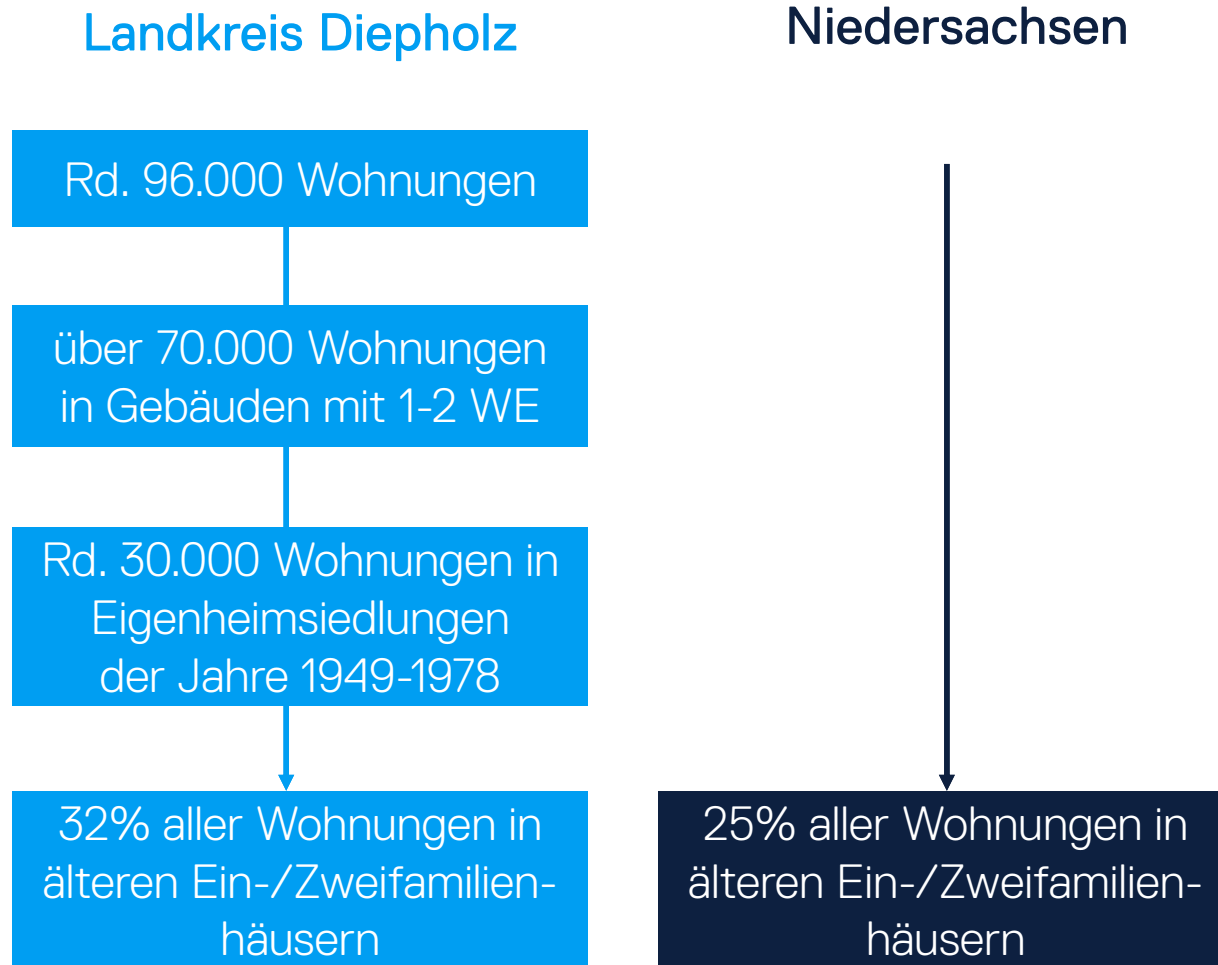 Landkreis Diepholz
Niedersachsen
Rd. 96.000 Wohnungen
über 70.000 Wohnungen
in Gebäuden mit 1-2 WE
Rd. 30.000 Wohnungen in
Eigenheimsiedlungen
der Jahre 1949-1978
32% aller Wohnungen in
älteren Ein-/Zweifamilien-
häusern
25% aller Wohnungen in
älteren Ein-/Zweifamilien-
häusern